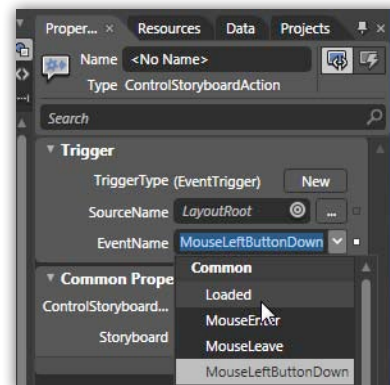 Proper... × Resources Data Projects
Name <No Name>
Type ControlStoryboardAction
Search
Trigger
TriggerType (EventTrigger) New
SourceName LayoutRoot ...
EventName MouseLeftButtonDown
Common
Common Prope
Loaded
ControlStoryboard...
MouseEnter
Storyboard
MouseLeave
MouseLeftButtonDown